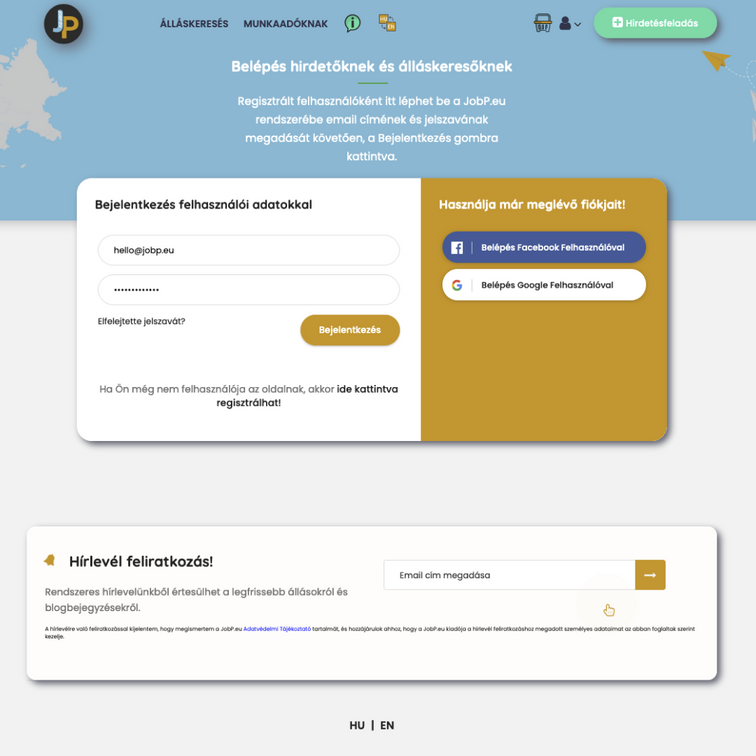 JP
ÁLLÁSKERESÉS
MUNKAADÓKNAK
HU
EN
Hirdetésfeladás
Belépés hirdetőknek és álláskeresőknek
Regisztrált felhasználóként itt léphet be a JobP.eu
rendszerébe email címének és jelszavának
megadását követően, a Bejelentkezés gombra
kattintva.
Bejelentkezés felhasználói adatokkal
hello@jobp.eu
•••••••••••••
Elfelejtette jelszavát?
Bejelentkezés
Ha Ön még nem felhasználója az oldalnak, akkor ide kattintva
regisztrálhat!
Használja már meglévő fiókjait!
Belépés Facebook Felhasználóval
Belépés Google Felhasználóval
Hírlevél feliratkozás!
Rendszeres hírlevelünkből értesülhet a legfrissebb állásokról és
blogbejegyzésekről.
Email cím megadása
A hírlevélre való feliratkozással kijelentem, hogy megismertem a JobP.eu Adatvédelmi Tájékoztató tartalmát, és hozzájárulok ahhoz, hogy a JobP.eu kiadója a hírlevél feliratkozáshoz megadott személyes adataimat az abban foglaltak szerint
kezelje.
HU | EN